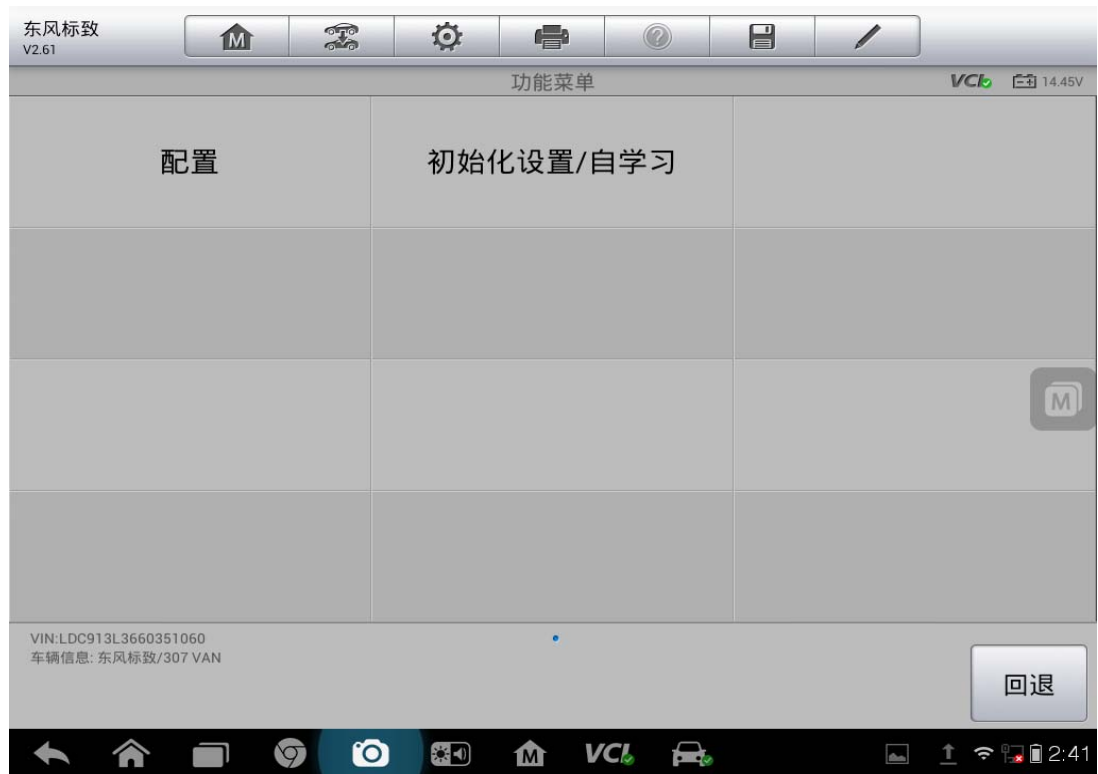 东风标致
V2.61
功能菜单
VCI
14.45V
配置
初始化设置/自学习
VIN:LDC913L3660351060
车辆信息: 东风标致/307 VAN
回退
VCI
2:41